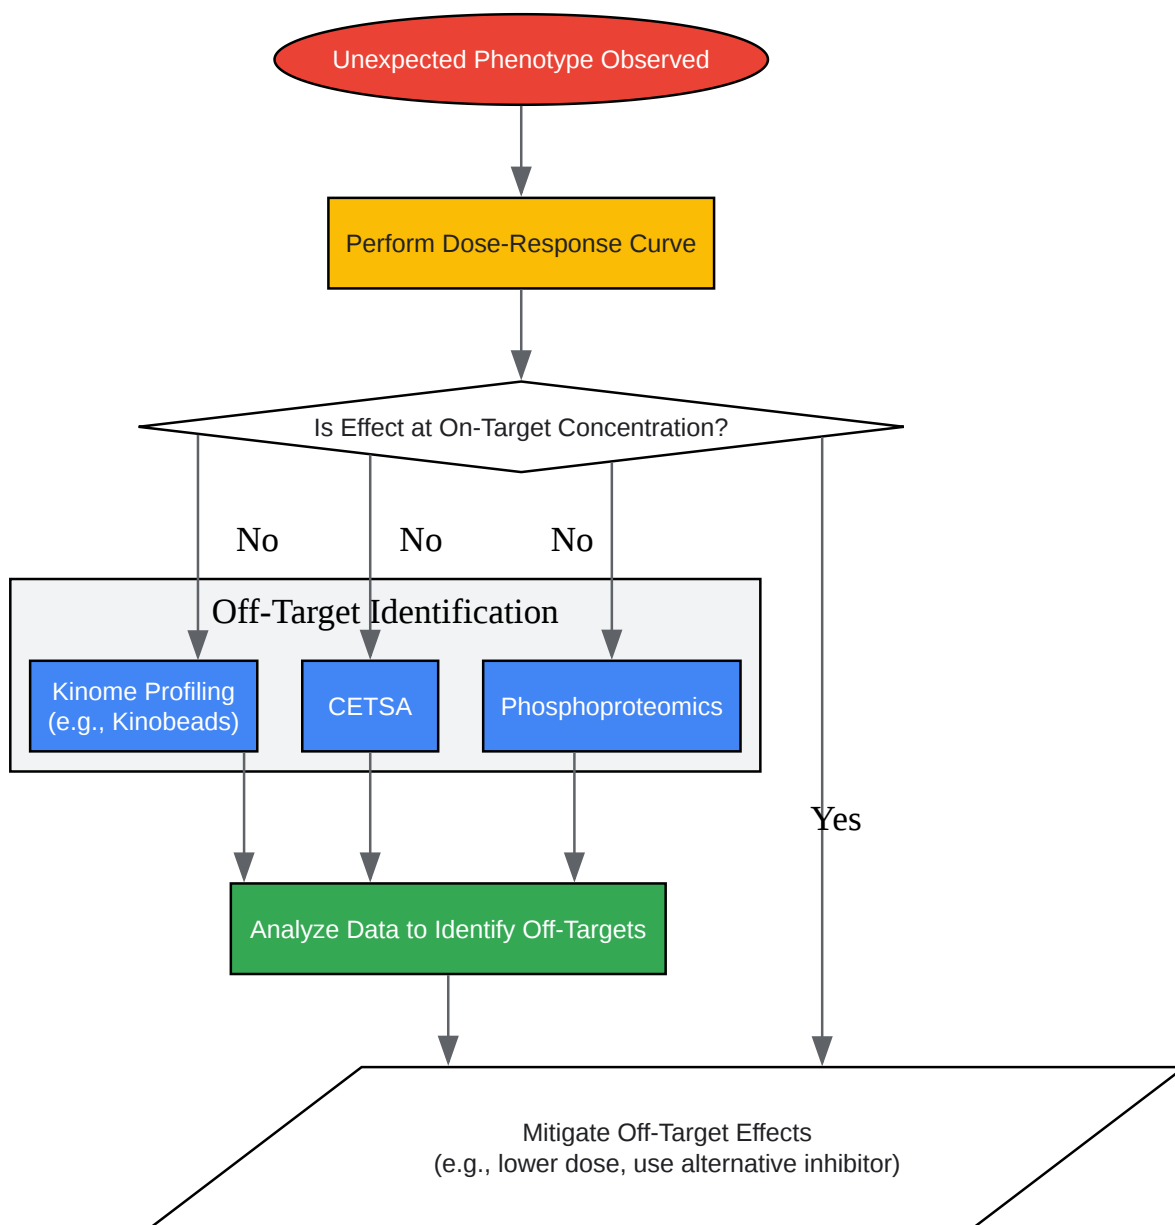 Unexpected Phenotype Observed
Perform Dose-Response Curve
Is Effect at On-Target Concentration?
No
No
No
Off-Target Identification
Kinome Profiling
(e.g., Kinobeads)
CETSA
Phosphoproteomics
Yes
Analyze Data to Identify Off-Targets
Mitigate Off-Target Effects
(e.g., lower dose, use alternative inhibitor)